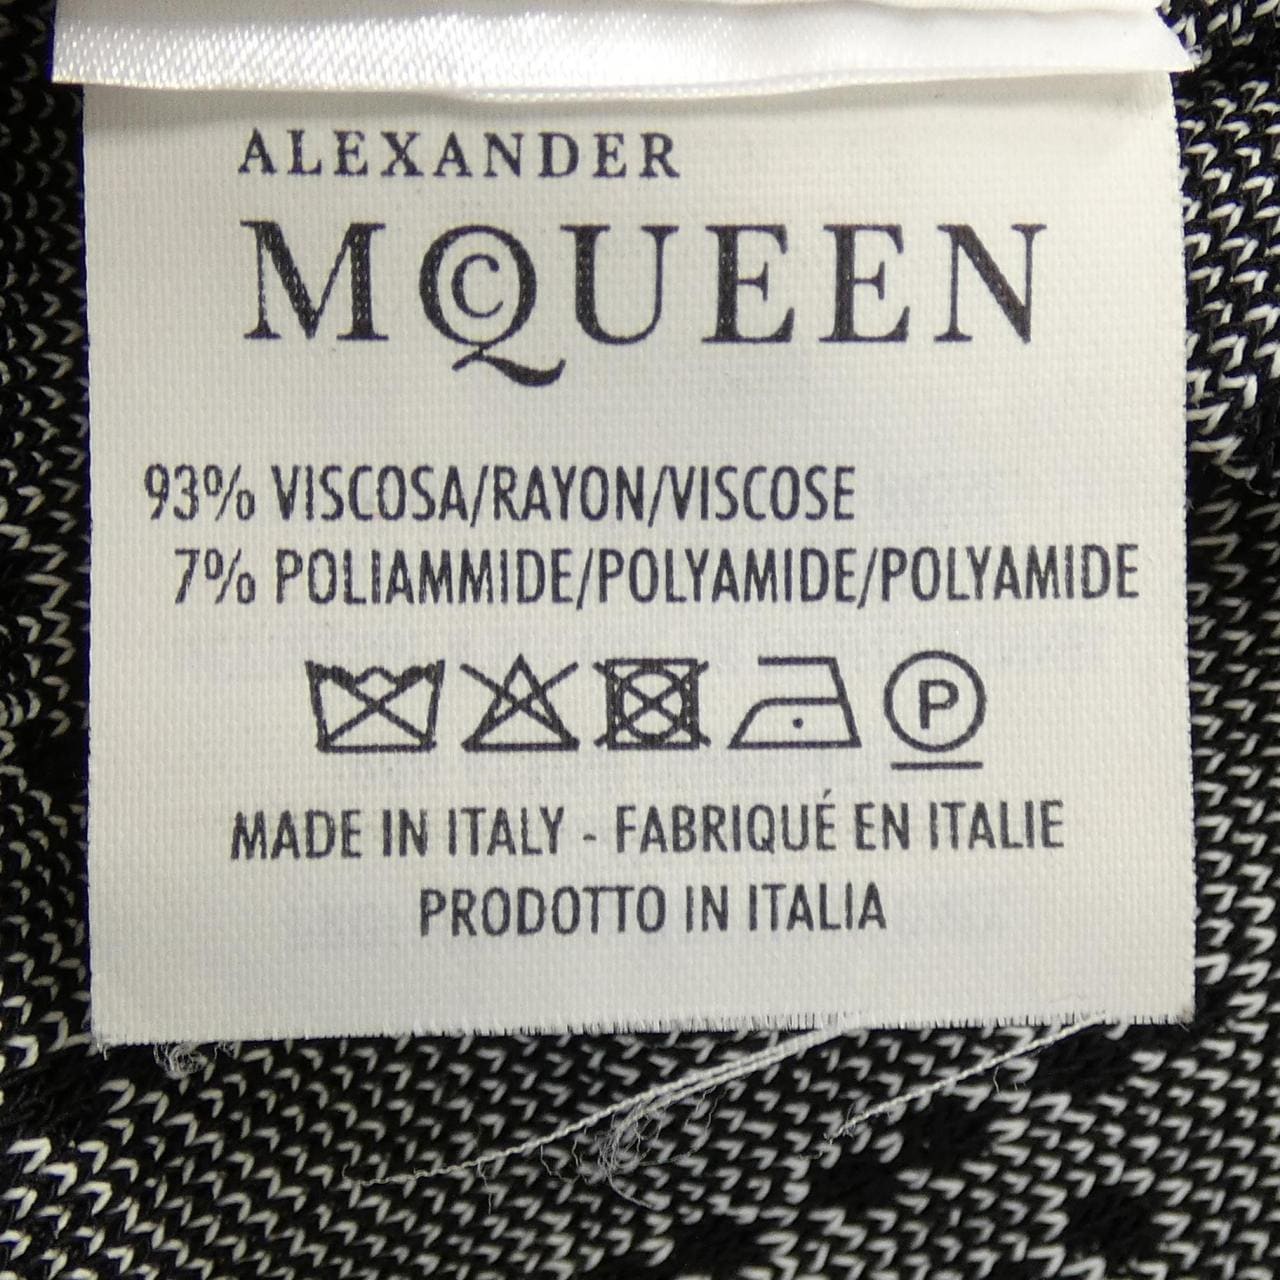 ALEXANDER
McQUEEN
93% VISCOSA/RAYON/VISCOSE
7% POLIAMMIDE/POLYAMIDE/POLYAMIDE
P
MADE IN ITALY - FABRIQUÉ EN ITALIE
PRODOTTO IN ITALIA